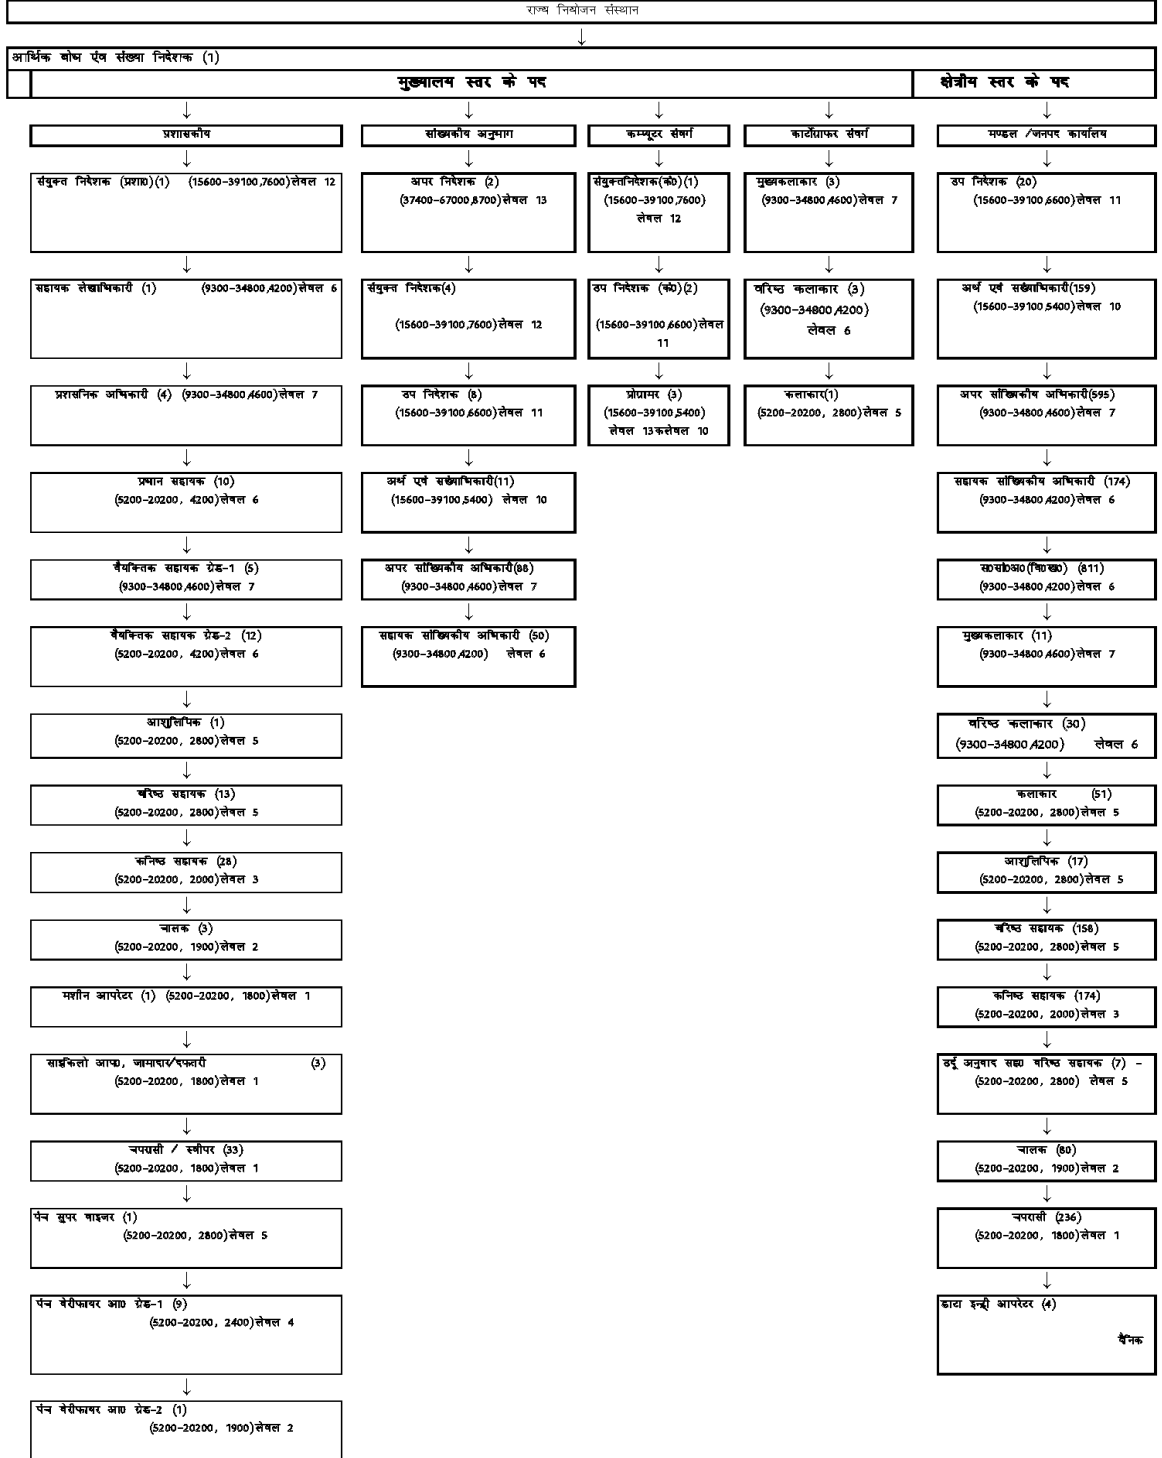 राज्य नियोजन संस्थान
आर्थिक बोध एंव संख्या निदेशक (1)
मुख्यालय स्तर के पद
क्षेत्रीय स्तर के पद
प्रशासकीय
संयुक्त निदेशक (प्रशा0)(1) (15600-39100,7600)लेवल 12
सहायक लेखाधिकारी (1) (9300-34800,4200)लेवल 6
प्रशासनिक अधिकारी (4) (9300-34800,4600)लेवल 7
प्रधान सहायक (10)
(5200-20200, 4200)लेवल 6
वैयक्तिक सहायक ग्रेड-1 (5)
(9300-34800,4600)लेवल 7
वैयक्तिक सहायक ग्रेड-2 (12)
(5200-20200, 4200)लेवल 6
आशुलिपिक (1)
(5200-20200, 2800)लेवल 5
वरिष्ठ सहायक (13)
(5200-20200, 2800)लेवल 5
कनिष्ठ सहायक (28)
(5200-20200, 2000)लेवल 3
चालक (3)
(5200-20200, 1900)लेवल 2
मशीन आपरेटर (1) (5200-20200, 1800)लेवल 1
साईकिलो आप0, जामादार/दफतरी (3)
(5200-20200, 1800)लेवल 1
चपरासी / स्वीपर (33)
(5200-20200, 1800)लेवल 1
पंच सुपर वाइजर (1)
(5200-20200, 2800)लेवल 5
पंच वेरीफायर आ0 ग्रेड-1 (9)
(5200-20200, 2400)लेवल 4
पंच वेरीफायर आ0 ग्रेड-2 (1)
(5200-20200, 1900)लेवल 2
सांख्यकीय अनुभाग
अपर निदेशक (2)
(37400-67000,8700)लेवल 13
संयुक्त निदेशक(4)
(15600-39100,7600)लेवल 12
उप निदेशक (8)
(15600-39100,6600)लेवल 11
अर्थ एवं संख्याधिकारी(11)
(15600-39100,5400) लेवल 10
अपर सांख्यिकीय अधिकारी(88)
(9300-34800,4600)लेवल 7
सहायक सांख्यिकीय अधिकारी (50)
(9300-34800,4200) लेवल 6
कम्प्यूटर संवर्ग
संयुक्तनिदेशक(कं0)(1)
(15600-39100,7600)
लेवल 12
उप निदेशक (कं0)(2)
(15600-39100,6600)लेवल
11
प्रोग्रामर (3)
(15600-39100,5400)
लेवल 13कलेवल 10
कार्टोग्राफर संवर्ग
मुख्यकलाकार (3)
(9300-34800,4600)लेवल 7
वरिष्ठ कलाकार (3)
(9300-34800,4200)
लेवल 6
कलाकार(1)
(5200-20200, 2800)लेवल 5
मण्डल /जनपद कार्यालय
उप निदेशक (20)
(15600-39100,6600)लेवल 11
अर्थ एवं संख्याधिकारी(159)
(15600-39100,5400)लेवल 10
अपर सांख्यिकीय अधिकारी(595)
(9300-34800,4600)लेवल 7
सहायक सांख्यिकीय अधिकारी (174)
(9300-34800,4200)लेवल 6
स0सां0अ0(वि0ख0) (811)
(9300-34800,4200)लेवल 6
मुख्यकलाकार (11)
(9300-34800,4600)लेवल 7
वरिष्ठ कलाकार (30)
(9300-34800,4200) लेवल 6
कलाकार (51)
(5200-20200, 2800)लेवल 5
आशुलिपिक (17)
(5200-20200, 2800)लेवल 5
वरिष्ठ सहायक (158)
(5200-20200, 2800)लेवल 5
कनिष्ठ सहायक (174)
(5200-20200, 2000)लेवल 3
उर्दू अनुवाद सह0 वरिष्ठ सहायक (7) -
(5200-20200, 2800) लेवल 5
चालक (80)
(5200-20200, 1900)लेवल 2
चपरासी (236)
(5200-20200, 1800)लेवल 1
डाटा इन्ट्री आपरेटर (4)
दैनिक